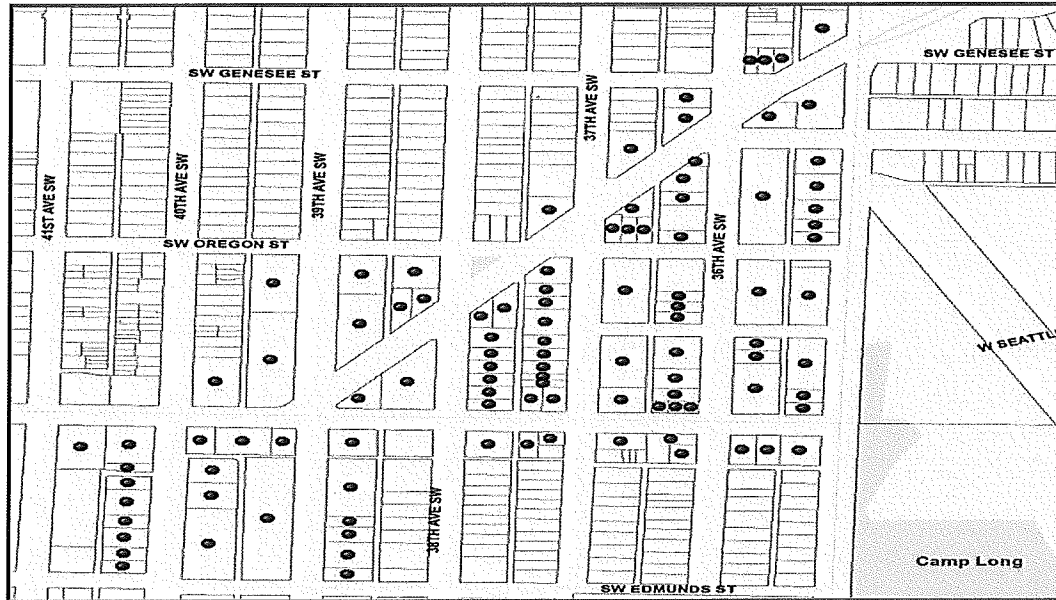 SW GENESEE ST
SW GENESEE ST
37TH AVE SW
41ST AVE SW
40TH AVE SW
39TH AVE SW
36TH AVE SW
SW OREGON ST
W SEATTL
38TH AVE SW
Camp Long
SW EDMUNDS ST